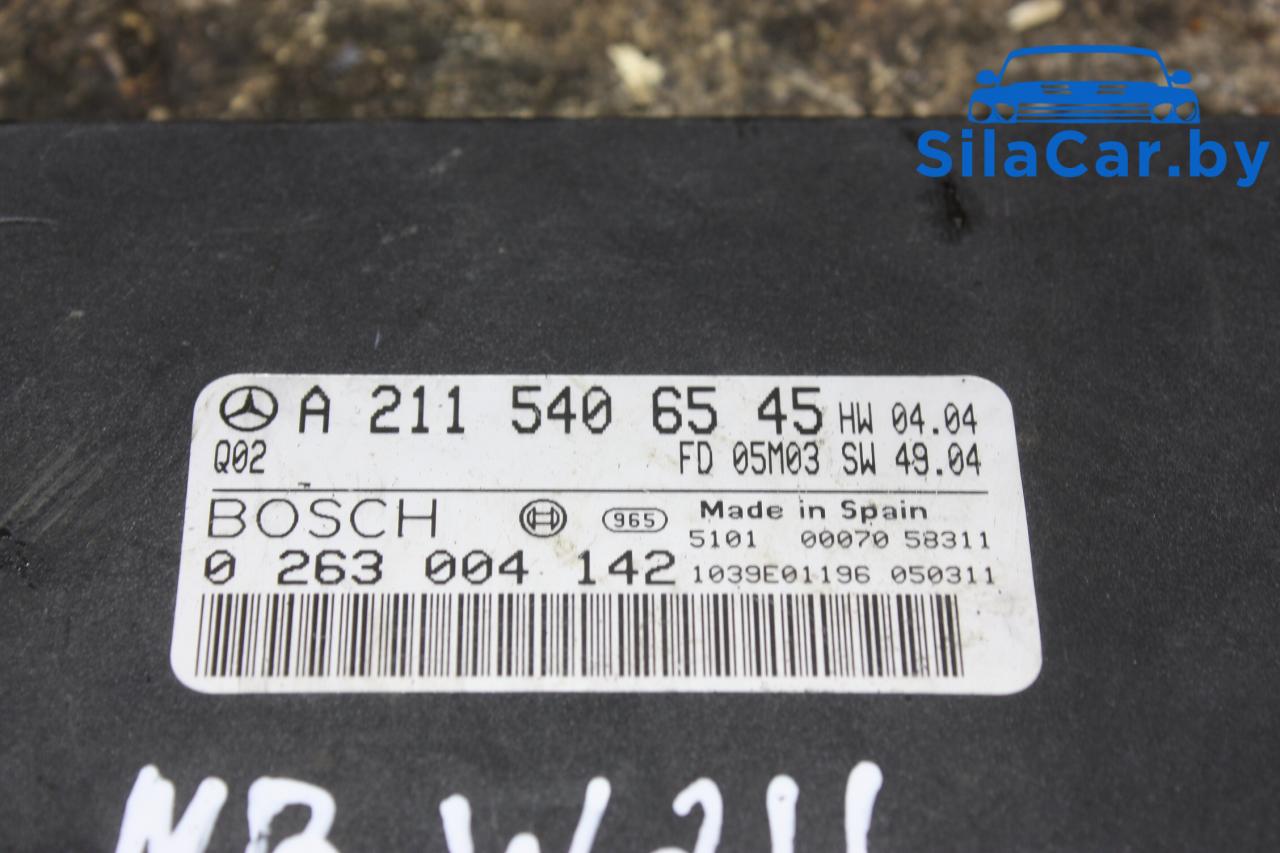 SilaCar.by
A 211 540 65 45 HW 04.04
Q02 FD 05M03 SW 49.04
BOSCH 965 Made in Spain
5101 00070 58311
0 263 004 142 1039E01196 050311
MB W211